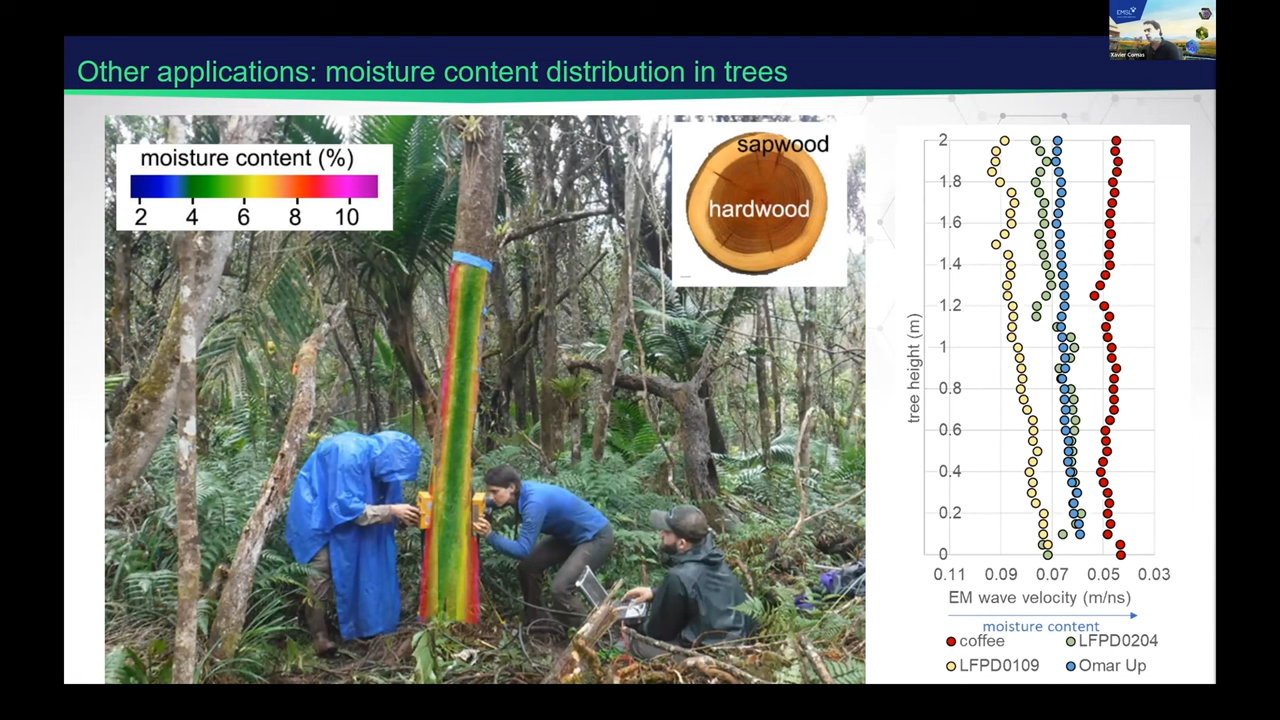 EMSL
Xavier Comas
Other applications: moisture content distribution in trees
moisture content (%)
2 4 6 8 10
sapwood
hardwood
tree height (m)
2
1.8
1.6
1.4
1.2
1
0.8
0.6
0.4
0.2
0
0.11 0.09 0.07 0.05 0.03
EM wave velocity (m/ns)
moisture content
coffee LFPD0204
LFPD0109 Omar Up